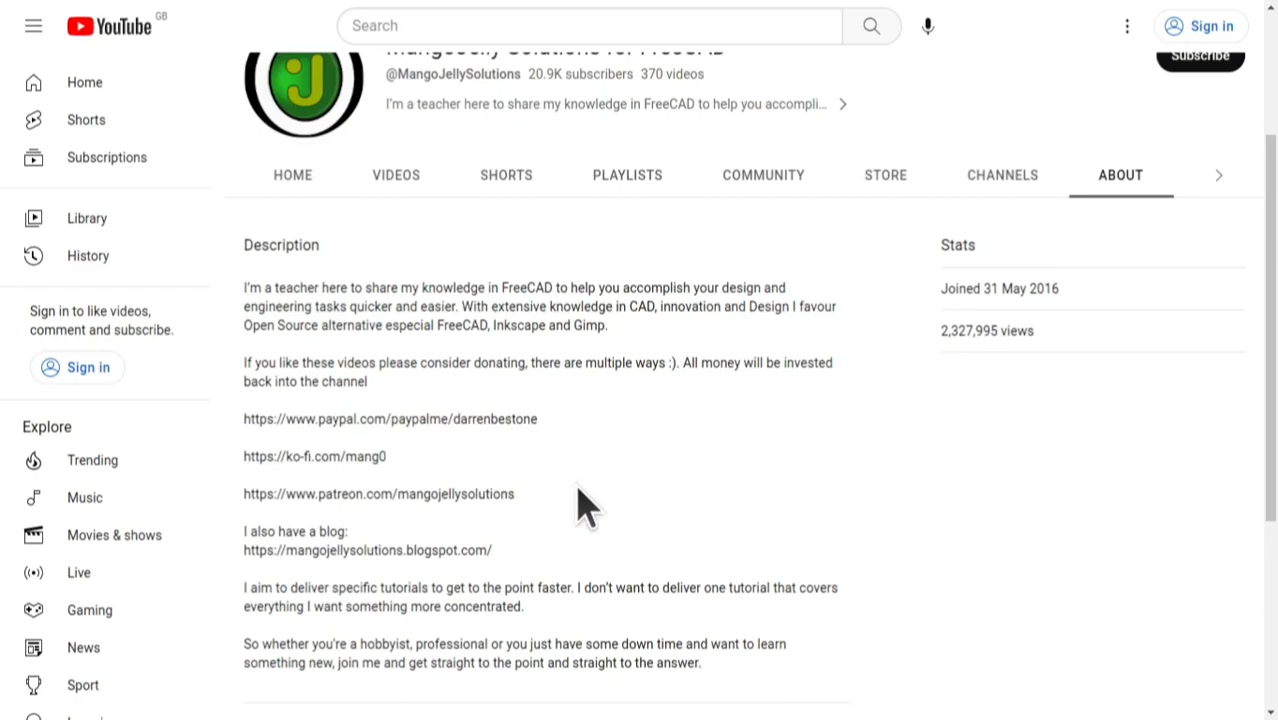 YouTube GB
Search
Sign in
Home
Shorts
Subscriptions
Library
History
Sign in to like videos,
comment and subscribe.
Sign in
Explore
Trending
Music
Movies & shows
Live
Gaming
News
Sport
J
MangoJelly Solutions for FreeCAD
@MangoJellySolutions 20.9K subscribers 370 videos
I'm a teacher here to share my knowledge in FreeCAD to help you accompli...
Subscribe
HOME VIDEOS SHORTS PLAYLISTS COMMUNITY STORE CHANNELS ABOUT
Description
I'm a teacher here to share my knowledge in FreeCAD to help you accomplish your design and
engineering tasks quicker and easier. With extensive knowledge in CAD, innovation and Design I favour
Open Source alternative especial FreeCAD, Inkscape and Gimp.
If you like these videos please consider donating, there are multiple ways :). All money will be invested
back into the channel
https://www.paypal.com/paypalme/darrenbestone
https://ko-fi.com/mang0
https://www.patreon.com/mangojellysolutions
I also have a blog:
https://mangojellysolutions.blogspot.com/
I aim to deliver specific tutorials to get to the point faster. I don't want to deliver one tutorial that covers
everything I want something more concentrated.
So whether you're a hobbyist, professional or you just have some down time and want to learn
something new, join me and get straight to the point and straight to the answer.
Stats
Joined 31 May 2016
2,327,995 views